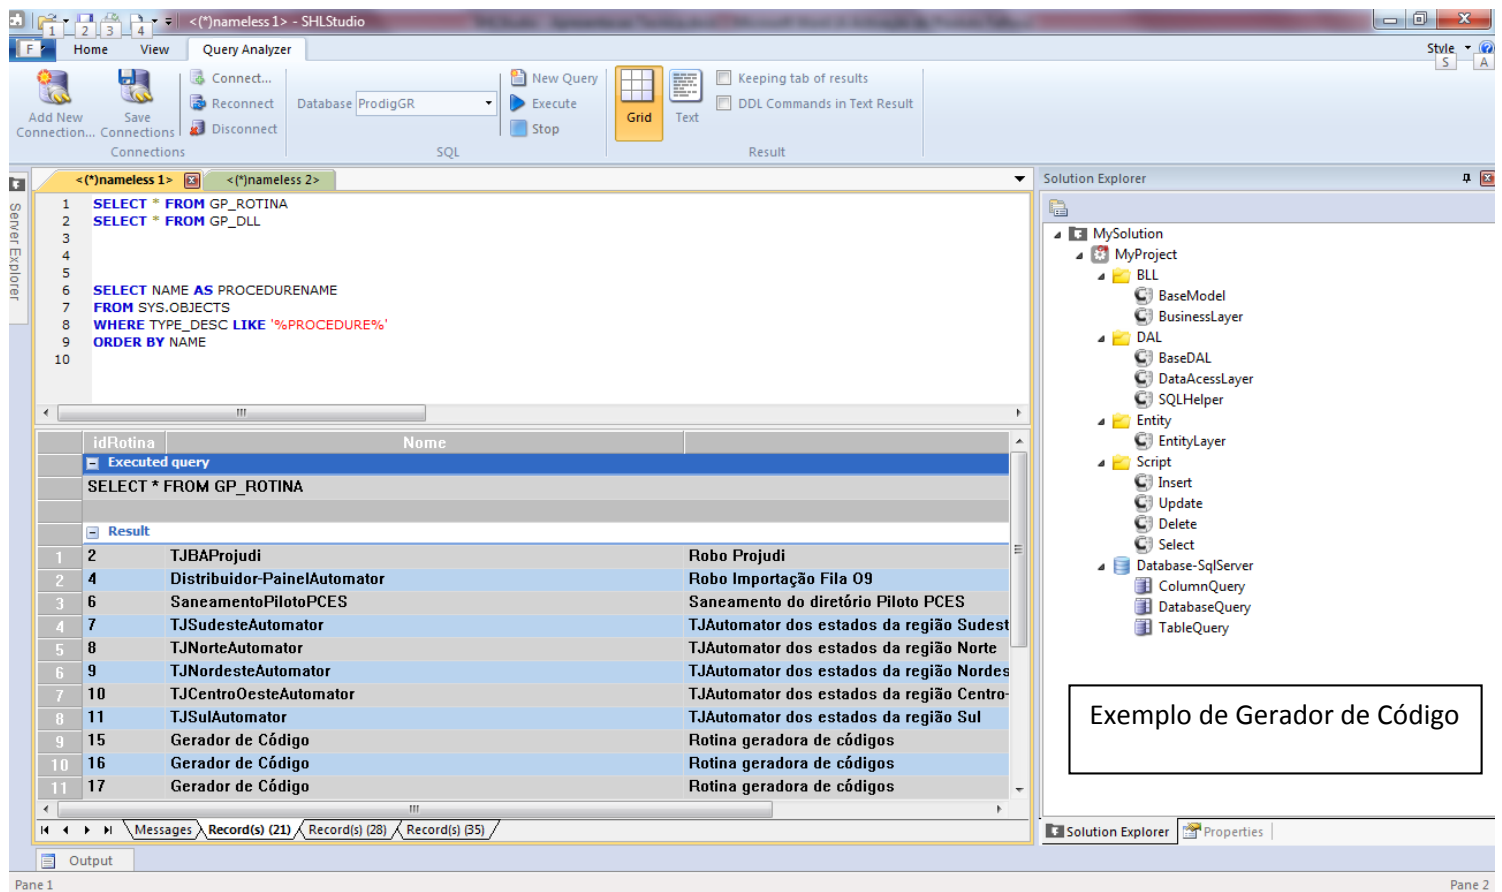 <(*)nameless 1> - SHLStudio
1 2 3 4
F Home View Query Analyzer Style
S A
Add New Connection...
Save Connections
Connect...
Reconnect
Disconnect
Connections
Database ProdigGR
New Query
Execute
Stop
SQL
Grid
Text
Keeping tab of results
DDL Commands in Text Result
Result
Server Explorer
<(*)nameless 1> <(*)nameless 2>
1 SELECT * FROM GP_ROTINA
2 SELECT * FROM GP_DLL
3
4
5
6 SELECT NAME AS PROCEDURENAME
7 FROM SYS.OBJECTS
8 WHERE TYPE_DESC LIKE '%PROCEDURE%'
9 ORDER BY NAME
10
idRotina Nome
Executed query
SELECT * FROM GP_ROTINA
Result
1 2 TJBAProjudi Robo Projudi
2 4 Distribuidor-PainelAutomator Robo Importação Fila 09
3 6 SaneamentoPilotoPCES Saneamento do diretório Piloto PCES
4 7 TJSudesteAutomator TJAutomator dos estados da região Sudest
5 8 TJNorteAutomator TJAutomator dos estados da região Norte
6 9 TJNordesteAutomator TJAutomator dos estados da região Nordes
7 10 TJCentroOesteAutomator TJAutomator dos estados da região Centro-
8 11 TJSulAutomator TJAutomator dos estados da região Sul
9 15 Gerador de Código Rotina geradora de códigos
10 16 Gerador de Código Rotina geradora de códigos
11 17 Gerador de Código Rotina geradora de códigos
Messages Record(s) (21) Record(s) (28) Record(s) (35)
Output
Pane 1
Solution Explorer
MySolution
MyProject
BLL
BaseModel
BusinessLayer
DAL
BaseDAL
DataAcessLayer
SQLHelper
Entity
EntityLayer
Script
Insert
Update
Delete
Select
Database-SqlServer
ColumnQuery
DatabaseQuery
TableQuery
Exemplo de Gerador de Código
Solution Explorer Properties
Pane 2